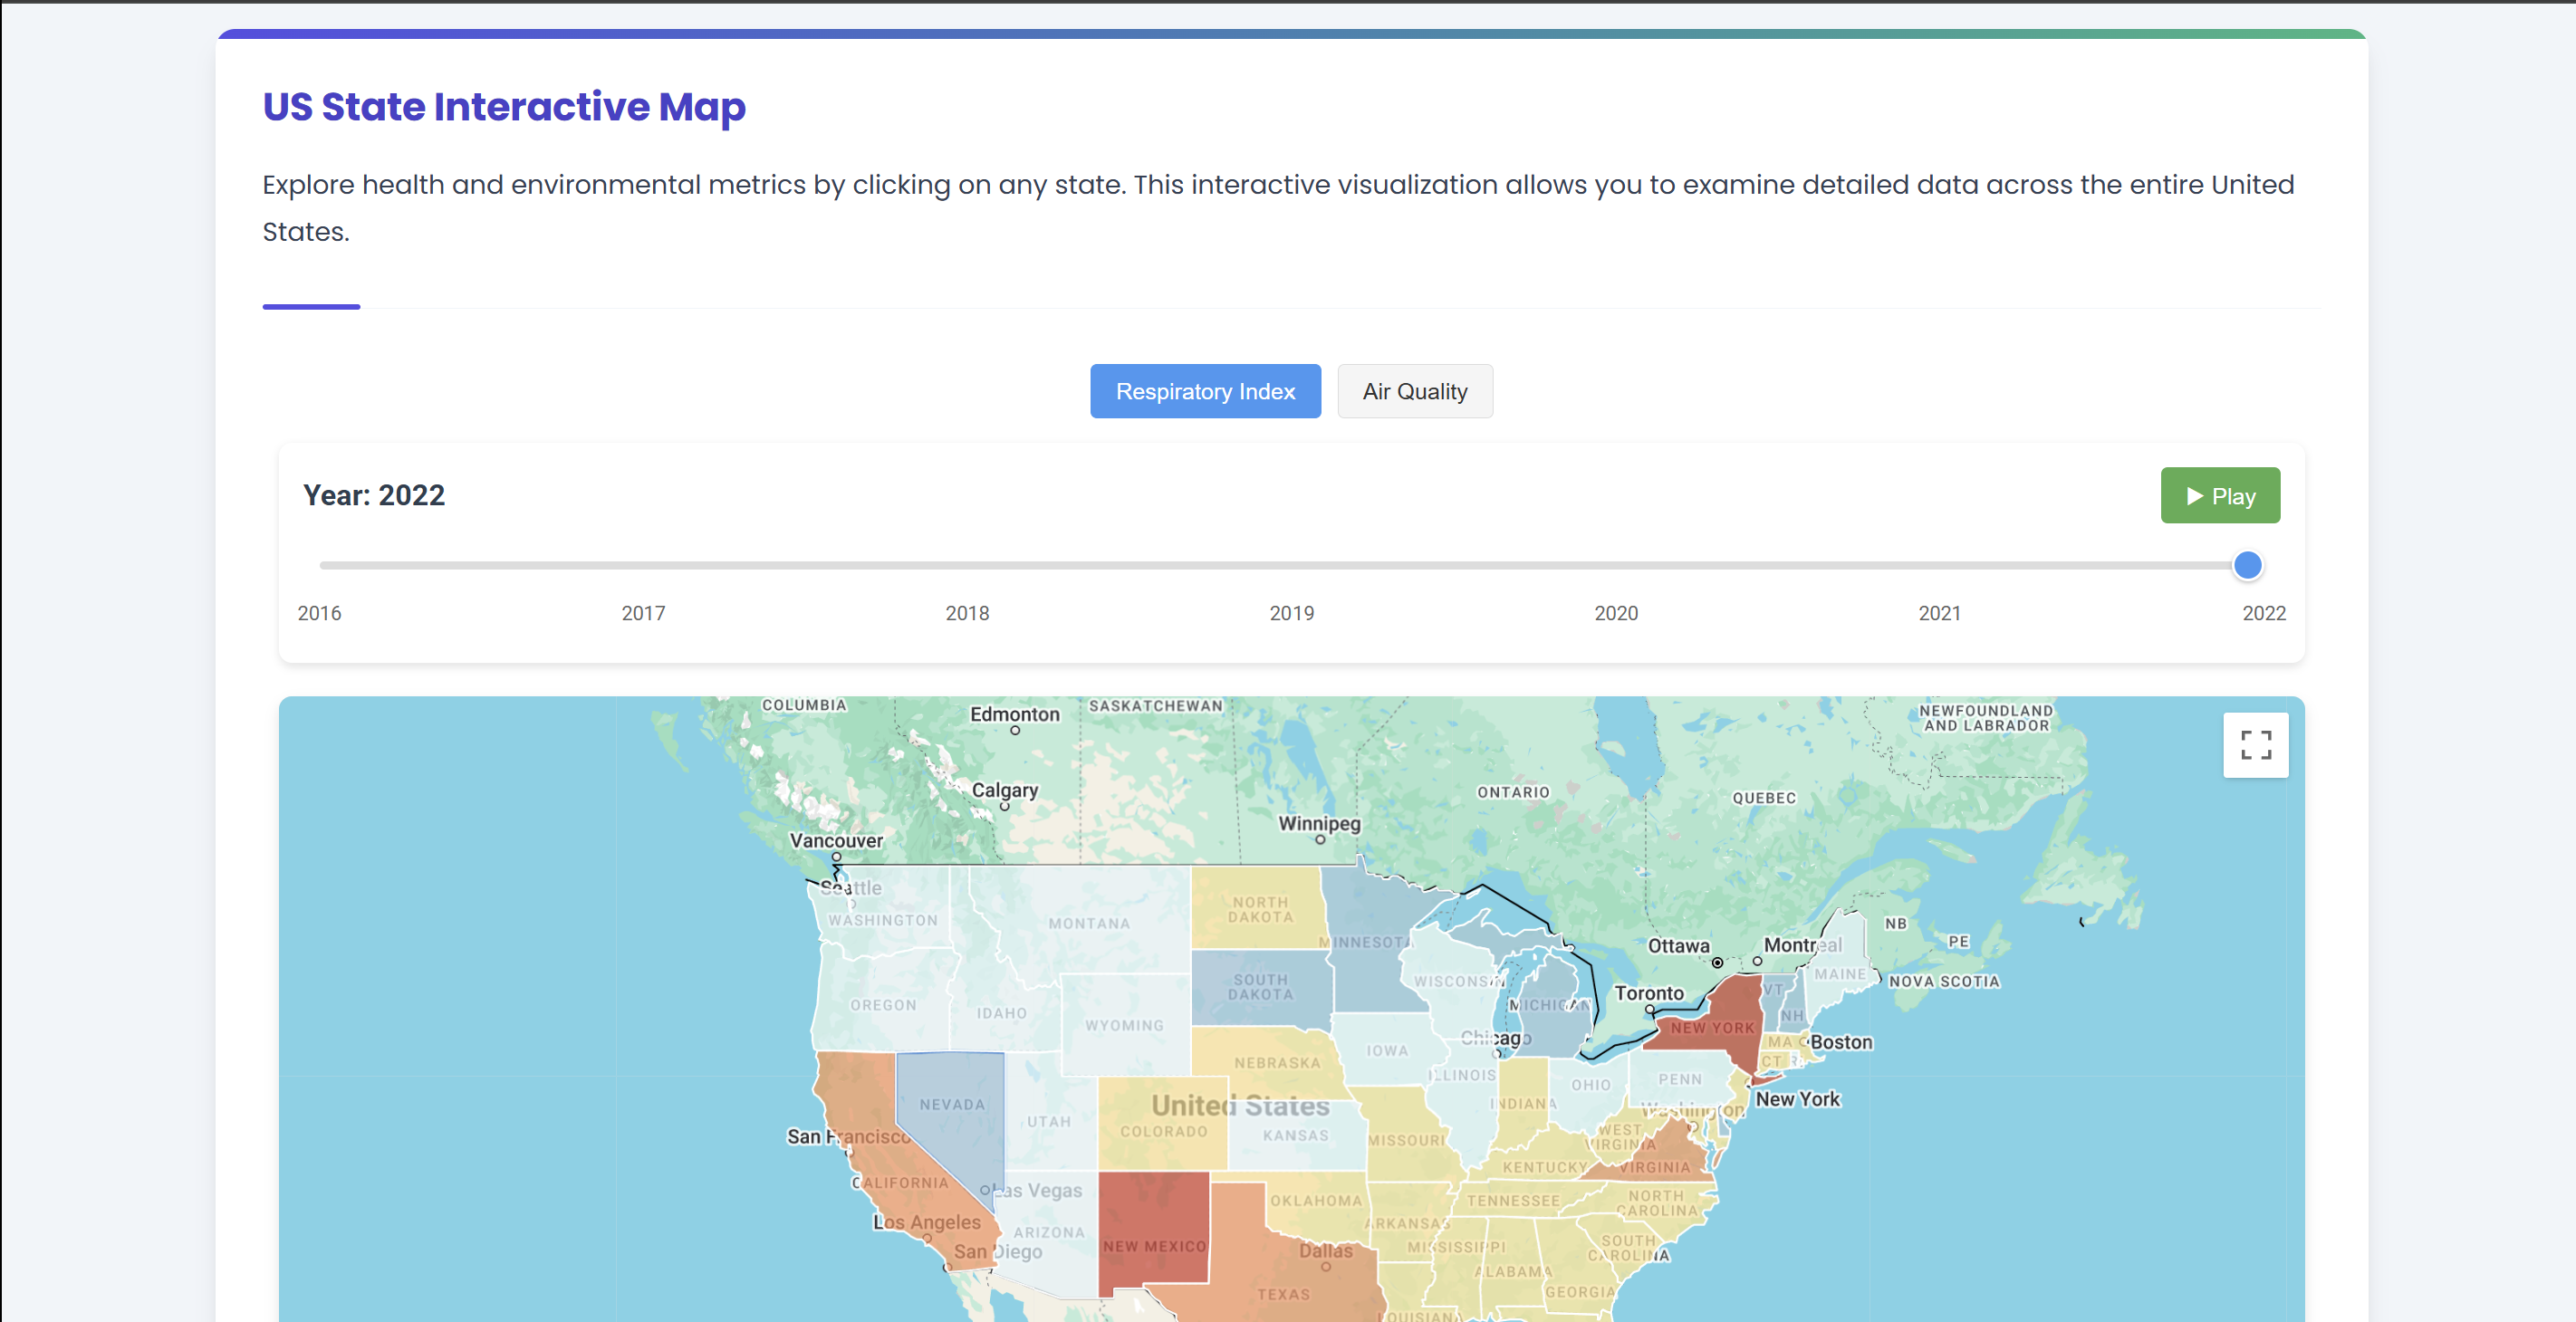 US State Interactive Map
Explore health and environmental metrics by clicking on any state. This interactive visualization allows you to examine detailed data across the entire United
States.
Respiratory Index
Air Quality
Year: 2022
▶ Play
2016
2017
2018
2019
2020
2021
2022
COLUMBIA
Edmonton
SASKATCHEWAN
NEWFOUNDLAND
AND LABRADOR
Calgary
ONTARIO
QUEBEC
Winnipeg
Vancouver
Seattle
WASHINGTON
MONTANA
NORTH
DAKOTA
MINNESOTA
Ottawa
Montreal
NB
PE
MAINE
NOVA SCOTIA
OREGON
IDAHO
WYOMING
SOUTH
DAKOTA
WISCONSIN
MICHIGAN
Toronto
VT
NH
NEW YORK
Chicago
MA
Boston
IOWA
NEBRASKA
ILLINOIS
INDIANA
OHIO
PENN
CT
RI
New York
NEVADA
UTAH
United States
COLORADO
KANSAS
MISSOURI
Washington
WEST
VIRGINIA
San Francisco
KENTUCKY
VIRGINIA
CALIFORNIA
Las Vegas
OKLAHOMA
TENNESSEE
NORTH
CAROLINA
Los Angeles
ARIZONA
NEW MEXICO
ARKANSAS
San Diego
Dallas
MISSISSIPPI
SOUTH
CAROLINA
ALABAMA
TEXAS
GEORGIA
LOUISIANA